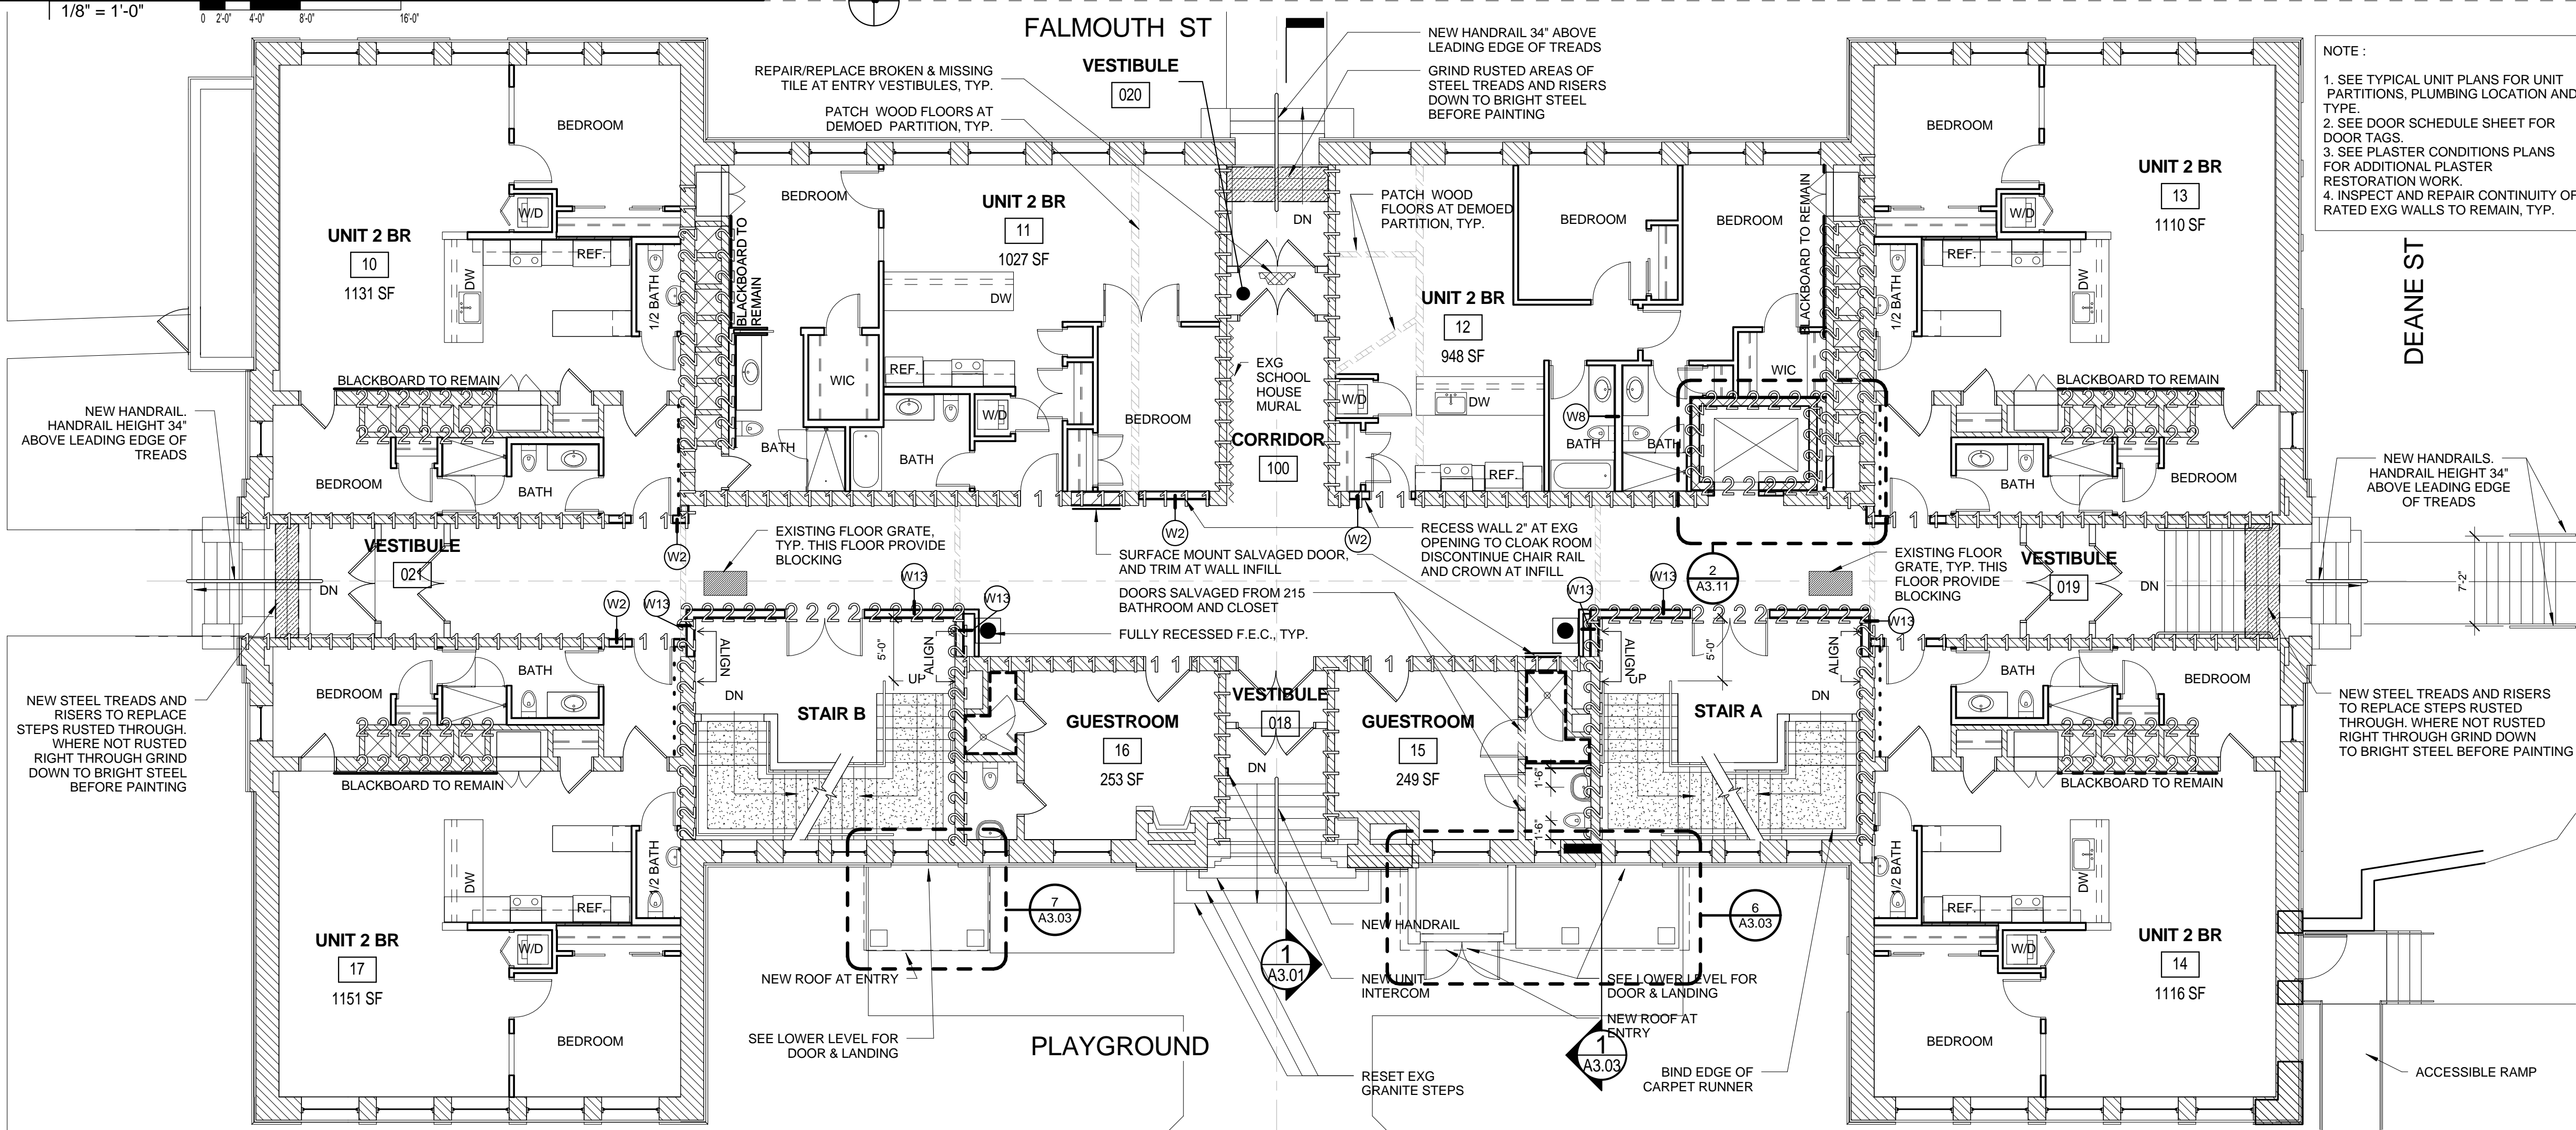 1/8" = 1'-0"
0 2'-0" 4'-0" 8'-0" 16'-0"
FALMOUTH ST
VESTIBULE
020
NEW HANDRAIL 34" ABOVE
LEADING EDGE OF TREADS
GRIND RUSTED AREAS OF
STEEL TREADS AND RISERS
DOWN TO BRIGHT STEEL
BEFORE PAINTING
REPAIR/REPLACE BROKEN & MISSING
TILE AT ENTRY VESTIBULES, TYP.
PATCH WOOD FLOORS AT
DEMOED PARTITION, TYP.
NOTE :
1. SEE TYPICAL UNIT PLANS FOR UNIT
PARTITIONS, PLUMBING LOCATION AND
TYPE.
2. SEE DOOR SCHEDULE SHEET FOR
DOOR TAGS.
3. SEE PLASTER CONDITIONS PLANS
FOR ADDITIONAL PLASTER
RESTORATION WORK.
4. INSPECT AND REPAIR CONTINUITY OF
RATED EXG WALLS TO REMAIN, TYP.
DEANE ST
BEDROOM
W/D
UNIT 2 BR
10
1131 SF
DW
REF.
1/2 BATH
BLACKBOARD TO REMAIN
BEDROOM
BATH
BLACKBOARD TO
REMAIN
BEDROOM
UNIT 2 BR
11
1027 SF
DW
WIC
REF.
W/D
BATH
BATH
BEDROOM
DN
EXG
SCHOOL
HOUSE
MURAL
CORRIDOR
100
PATCH WOOD
FLOORS AT DEMOED
PARTITION, TYP.
BEDROOM
BEDROOM
BLACKBOARD TO REMAIN
UNIT 2 BR
12
948 SF
W/D
DW
REF.
W8
BATH
BATH
WIC
BEDROOM
UNIT 2 BR
13
1110 SF
W/D
REF.
DW
1/2 BATH
BLACKBOARD TO REMAIN
BATH
BEDROOM
NEW HANDRAIL.
HANDRAIL HEIGHT 34"
ABOVE LEADING EDGE OF
TREADS
NEW HANDRAILS.
HANDRAIL HEIGHT 34"
ABOVE LEADING EDGE
OF TREADS
7'-2"
VESTIBULE
021
DN
W2
W2
W13
EXISTING FLOOR GRATE,
TYP. THIS FLOOR PROVIDE
BLOCKING
W13
W13
W2
W2
SURFACE MOUNT SALVAGED DOOR,
AND TRIM AT WALL INFILL
DOORS SALVAGED FROM 215
BATHROOM AND CLOSET
FULLY RECESSED F.E.C., TYP.
RECESS WALL 2" AT EXG
OPENING TO CLOAK ROOM
DISCONTINUE CHAIR RAIL
AND CROWN AT INFILL
W13
W13
2
A3.11
EXISTING FLOOR
GRATE, TYP. THIS
FLOOR PROVIDE
BLOCKING
W13
VESTIBULE
019
DN
NEW STEEL TREADS AND
RISERS TO REPLACE
STEPS RUSTED THROUGH.
WHERE NOT RUSTED
RIGHT THROUGH GRIND
DOWN TO BRIGHT STEEL
BEFORE PAINTING
BATH
BEDROOM
BLACKBOARD TO REMAIN
ALIGN
DN
5'-0"
ALIGN
UP
STAIR B
GUESTROOM
16
253 SF
VESTIBULE
018
DN
GUESTROOM
15
249 SF
1'-6"
1'-6"
ALIGN
UP
5'-0"
ALIGN
DN
STAIR A
BATH
BEDROOM
BLACKBOARD TO REMAIN
NEW STEEL TREADS AND RISERS
TO REPLACE STEPS RUSTED
THROUGH. WHERE NOT RUSTED
RIGHT THROUGH GRIND DOWN
TO BRIGHT STEEL BEFORE PAINTING
DW
1/2 BATH
REF.
UNIT 2 BR
17
1151 SF
W/D
BEDROOM
7
A3.03
NEW ROOF AT ENTRY
SEE LOWER LEVEL FOR
DOOR & LANDING
PLAYGROUND
1
A3.01
NEW HANDRAIL
NEW UNIT
INTERCOM
RESET EXG
GRANITE STEPS
6
A3.03
SEE LOWER LEVEL FOR
DOOR & LANDING
NEW ROOF AT
ENTRY
1
A3.03
BIND EDGE OF
CARPET RUNNER
1/2 BATH
DW
REF.
W/D
UNIT 2 BR
14
1116 SF
BEDROOM
ACCESSIBLE RAMP